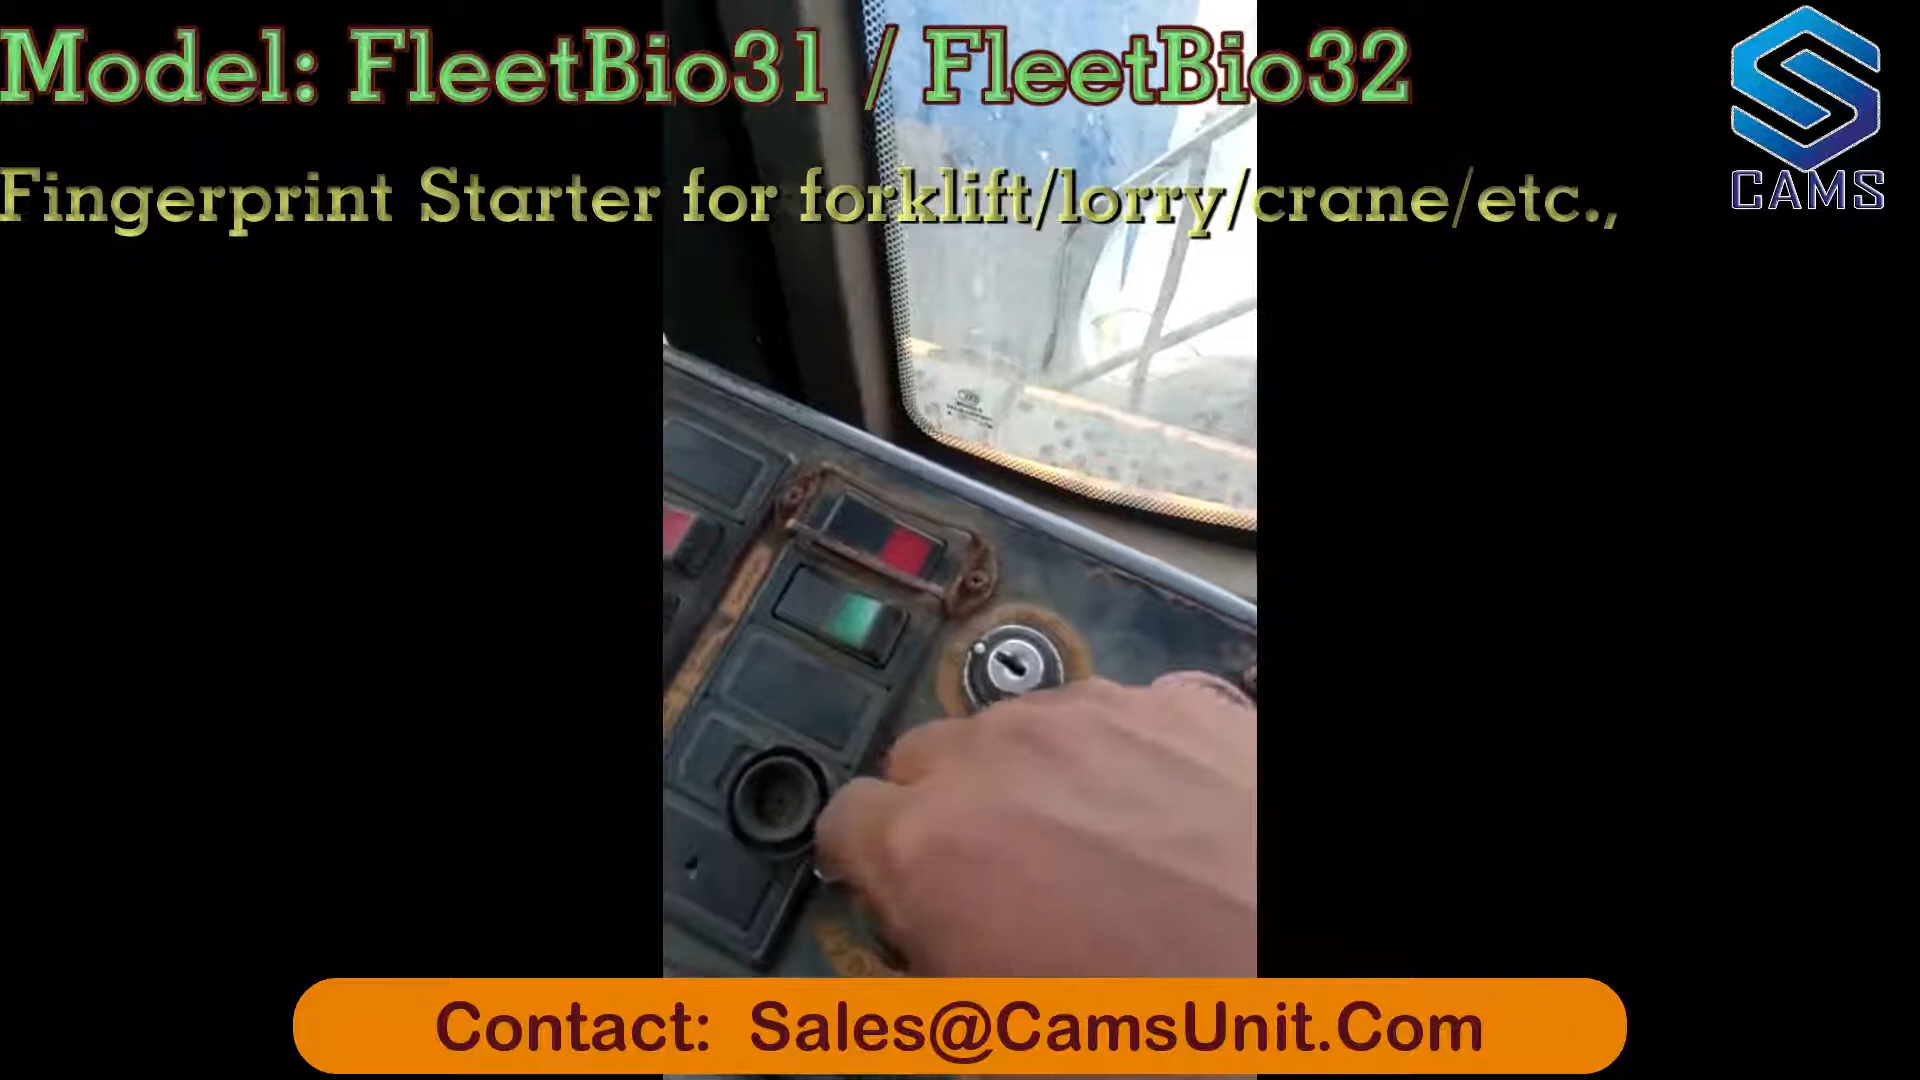 Model: FleetBio31 / FleetBio32
CAMS
Fingerprint Starter for forklift/lorry/crane/etc.,
Contact: Sales@CamsUnit.Com